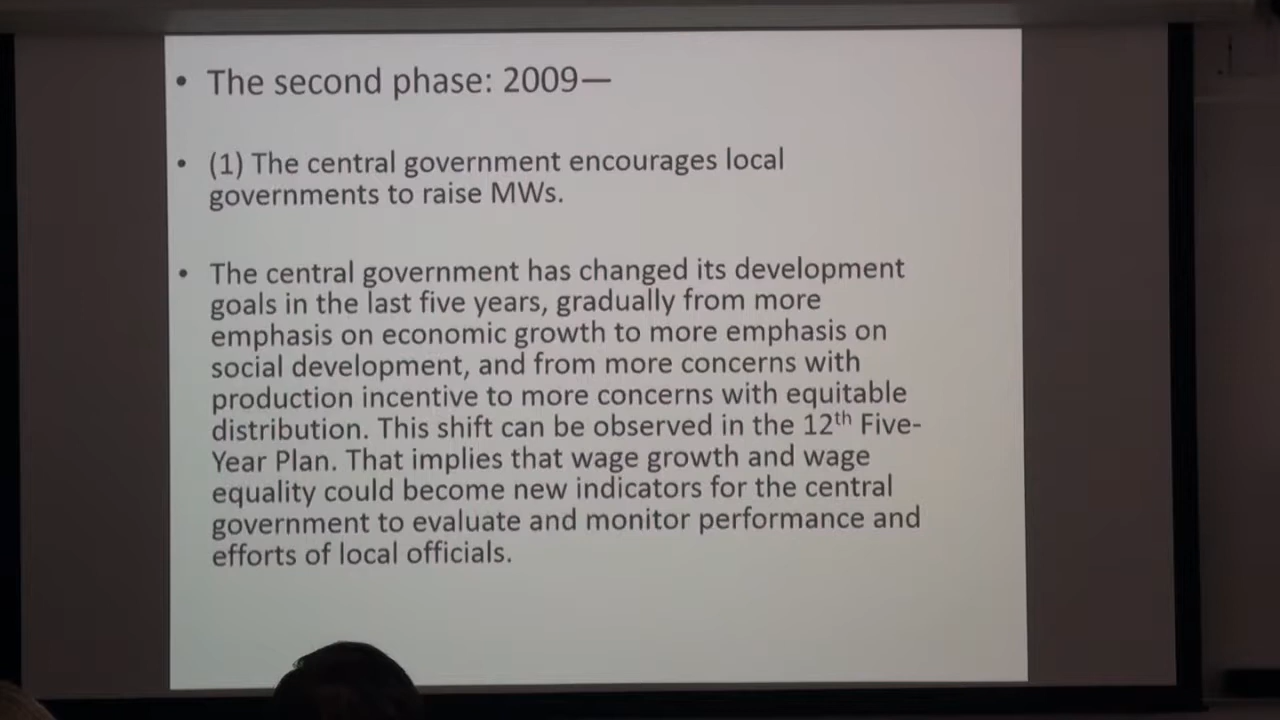 • The second phase: 2009—
• (1) The central government encourages local
governments to raise MWs.
• The central government has changed its development
goals in the last five years, gradually from more
emphasis on economic growth to more emphasis on
social development, and from more concerns with
production incentive to more concerns with equitable
distribution. This shift can be observed in the 12th Five-
Year Plan. That implies that wage growth and wage
equality could become new indicators for the central
government to evaluate and monitor performance and
efforts of local officials.